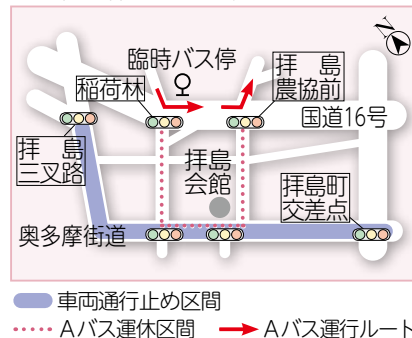 N
臨時バス停
稲荷林
拝島
農協前
国道16号
拝島
三叉路
拝島
会館
拝島町
交差点
奥多摩街道
車両通行止め区間
Aバス運休区間 Aバス運行ルート